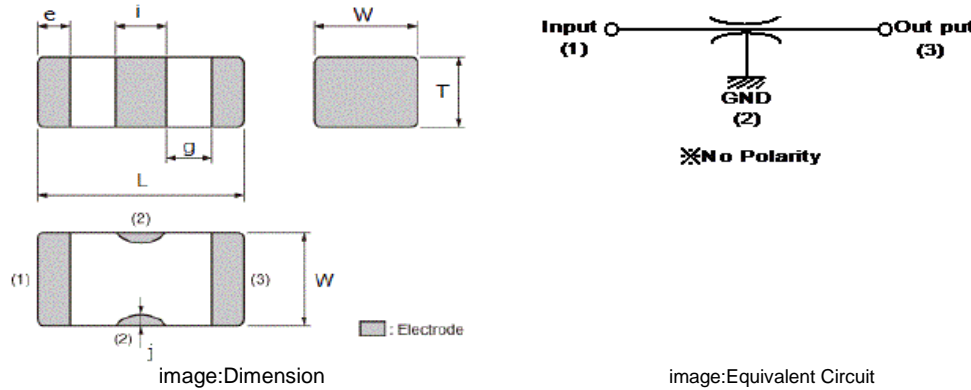 e
i
W
T
g
L
(2)
(1)
(3)
W
(2)
j
: Electrode
image:Dimension
Input
(1)
Out put
(3)
GND
(2)
※No Polarity
image:Equivalent Circuit